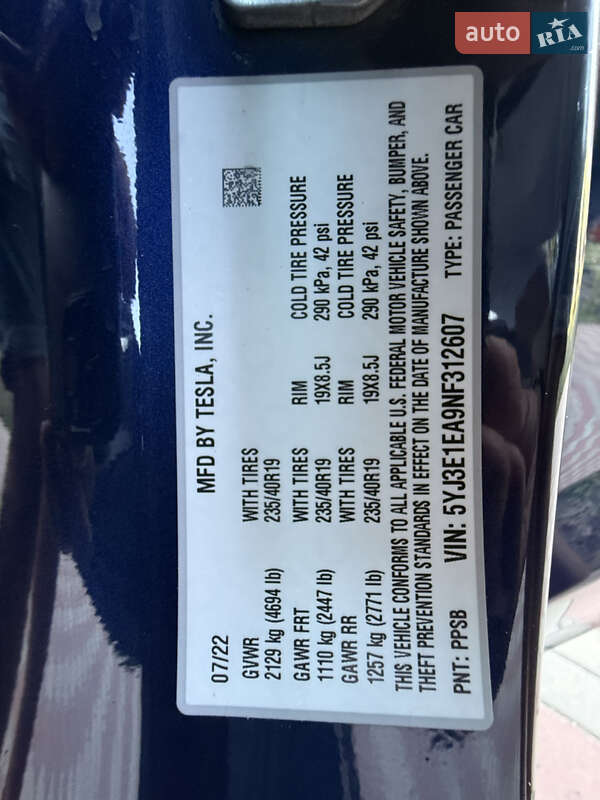 auto RIA.com
MFD BY TESLA, INC.
07/22
GVWR WITH TIRES
2129 kg (4694 lb) 235/40R19
GAWR FRT WITH TIRES RIM COLD TIRE PRESSURE
1110 kg (2447 lb) 235/40R19 19X8.5J 290 kPa, 42 psi
GAWR RR WITH TIRES RIM COLD TIRE PRESSURE
1257 kg (2771 lb) 235/40R19 19X8.5J 290 kPa, 42 psi
THIS VEHICLE CONFORMS TO ALL APPLICABLE U.S. FEDERAL MOTOR VEHICLE SAFETY, BUMPER, AND
THEFT PREVENTION STANDARDS IN EFFECT ON THE DATE OF MANUFACTURE SHOWN ABOVE.
PNT: PPSB VIN: 5YJ3E1EA9NF312607 TYPE: PASSENGER CAR